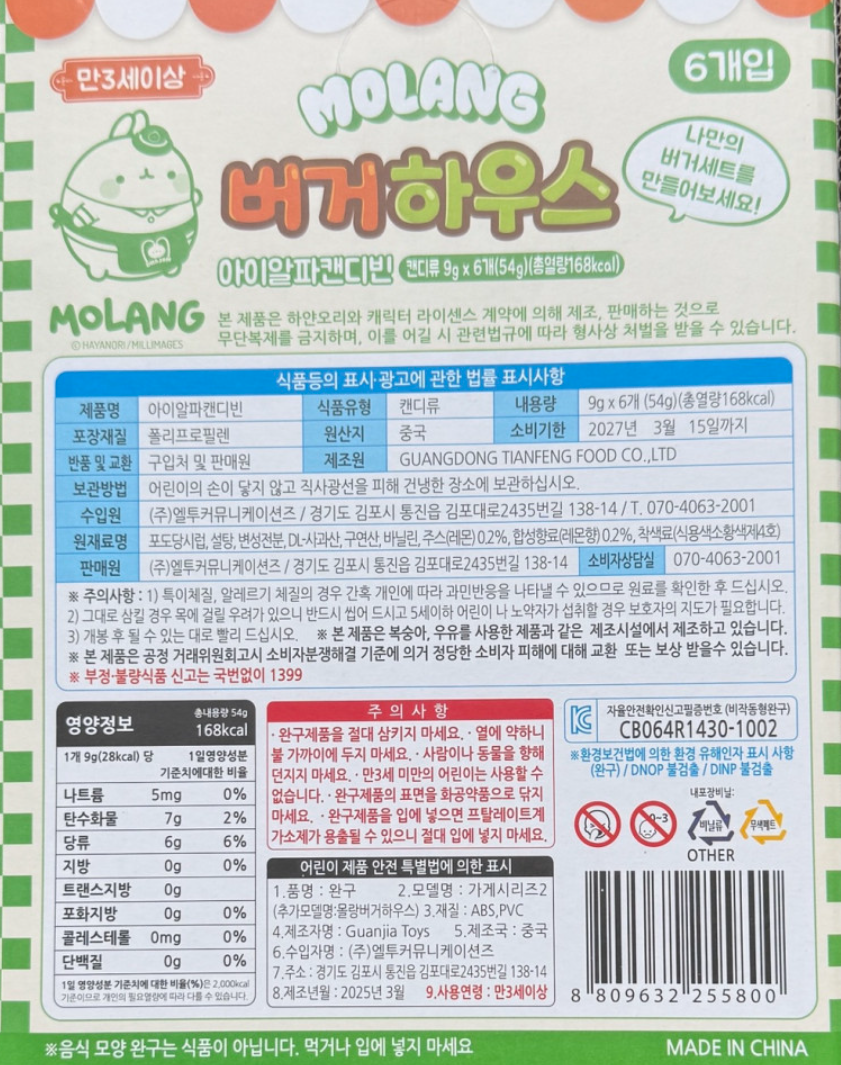 만3세이상
6개입
MOLANG
버거하우스
나만의
버거세트를
만들어보세요!
아이알파캔디빈 캔디류 9g x 6개(54g)(총열량168kcal)
MOLANG
©HAYANORI/MILLIMAGES
본 제품은 하얀오리와 캐릭터 라이센스 계약에 의해 제조, 판매하는 것으로
무단복제를 금지하며, 이를 어길 시 관련법규에 따라 형사상 처벌을 받을 수 있습니다.
식품등의 표시·광고에 관한 법률 표시사항
제품명 아이알파캔디빈 식품유형 캔디류 내용량 9g x 6개 (54g)(총열량168kcal)
포장재질 폴리프로필렌 원산지 중국 소비기한 2027년 3월 15일까지
반품 및 교환 구입처 및 판매원 제조원 GUANGDONG TIANFENG FOOD CO.,LTD
보관방법 어린이의 손이 닿지 않고 직사광선을 피해 건냉한 장소에 보관하십시오.
수입원 (주)엘투커뮤니케이션즈 / 경기도 김포시 통진읍 김포대로2435번길 138-14 / T. 070-4063-2001
원재료명 포도당시럽, 설탕, 변성전분, DL-사과산, 구연산, 바닐린, 주스(레몬) 0.2%, 합성향료(레몬향) 0.2%, 착색료(식용색소황색제4호)
판매원 (주)엘투커뮤니케이션즈 / 경기도 김포시 통진읍 김포대로2435번길 138-14 소비자상담실 070-4063-2001
※ 주의사항 : 1) 특이체질, 알레르기 체질의 경우 간혹 개인에 따라 과민반응을 나타낼 수 있으므로 원료를 확인한 후 드십시오.
2) 그대로 삼킬 경우 목에 걸릴 우려가 있으니 반드시 씹어 드시고 5세이하 어린이 나 노약자가 섭취할 경우 보호자의 지도가 필요합니다.
3) 개봉 후 될 수 있는 대로 빨리 드십시오. ※ 본 제품은 복숭아, 우유를 사용한 제품과 같은 제조시설에서 제조하고 있습니다.
※ 본 제품은 공정 거래위원회고시 소비자분쟁해결 기준에 의거 정당한 소비자 피해에 대해 교환 또는 보상 받을수 있습니다.
※ 부정·불량식품 신고는 국번없이 1399
영양정보 총내용량 54g
168kcal
1개 9g(28kcal) 당 1일영양성분
기준치에대한 비율
나트륨 5mg 0%
탄수화물 7g 2%
당류 6g 6%
지방 0g 0%
트랜스지방 0g
포화지방 0g 0%
콜레스테롤 0mg 0%
단백질 0g 0%
1일 영양성분 기준치에 대한 비율(%)은 2,000kcal
기준이므로 개인의 필요열량에 따라 다를 수 있습니다.
주 의 사 항
· 완구제품을 절대 삼키지 마세요. · 열에 약하니
불 가까이에 두지 마세요. · 사람이나 동물을 향해
던지지 마세요. · 만3세 미만의 어린이는 사용할 수
없습니다. · 완구제품의 표면을 화공약품으로 닦지
마세요. · 완구제품을 입에 넣으면 프탈레이트계
가소제가 용출될 수 있으니 절대 입에 넣지 마세요.
어린이 제품 안전 특별법에 의한 표시
1.품명 : 완구 2.모델명 : 가게시리즈2
(추가모델명:몰랑버거하우스) 3.재질 : ABS,PVC
4.제조자명 : Guanjia Toys 5.제조국 : 중국
6.수입자명 : (주)엘투커뮤니케이션즈
7.주소 : 경기도 김포시 통진읍 김포대로2435번길 138-14
8.제조년월 : 2025년 3월 9.사용연령 : 만3세이상
자율안전확인신고필증번호 (비작동형완구)
CB064R1430-1002
※환경보건법에 의한 환경 유해인자 표시 사항
(완구) / DNOP 불검출 / DINP 불검출
내포장비닐:
0-3
비닐류
무색페트
OTHER
8 809632 255800
※음식 모양 완구는 식품이 아닙니다. 먹거나 입에 넣지 마세요
MADE IN CHINA